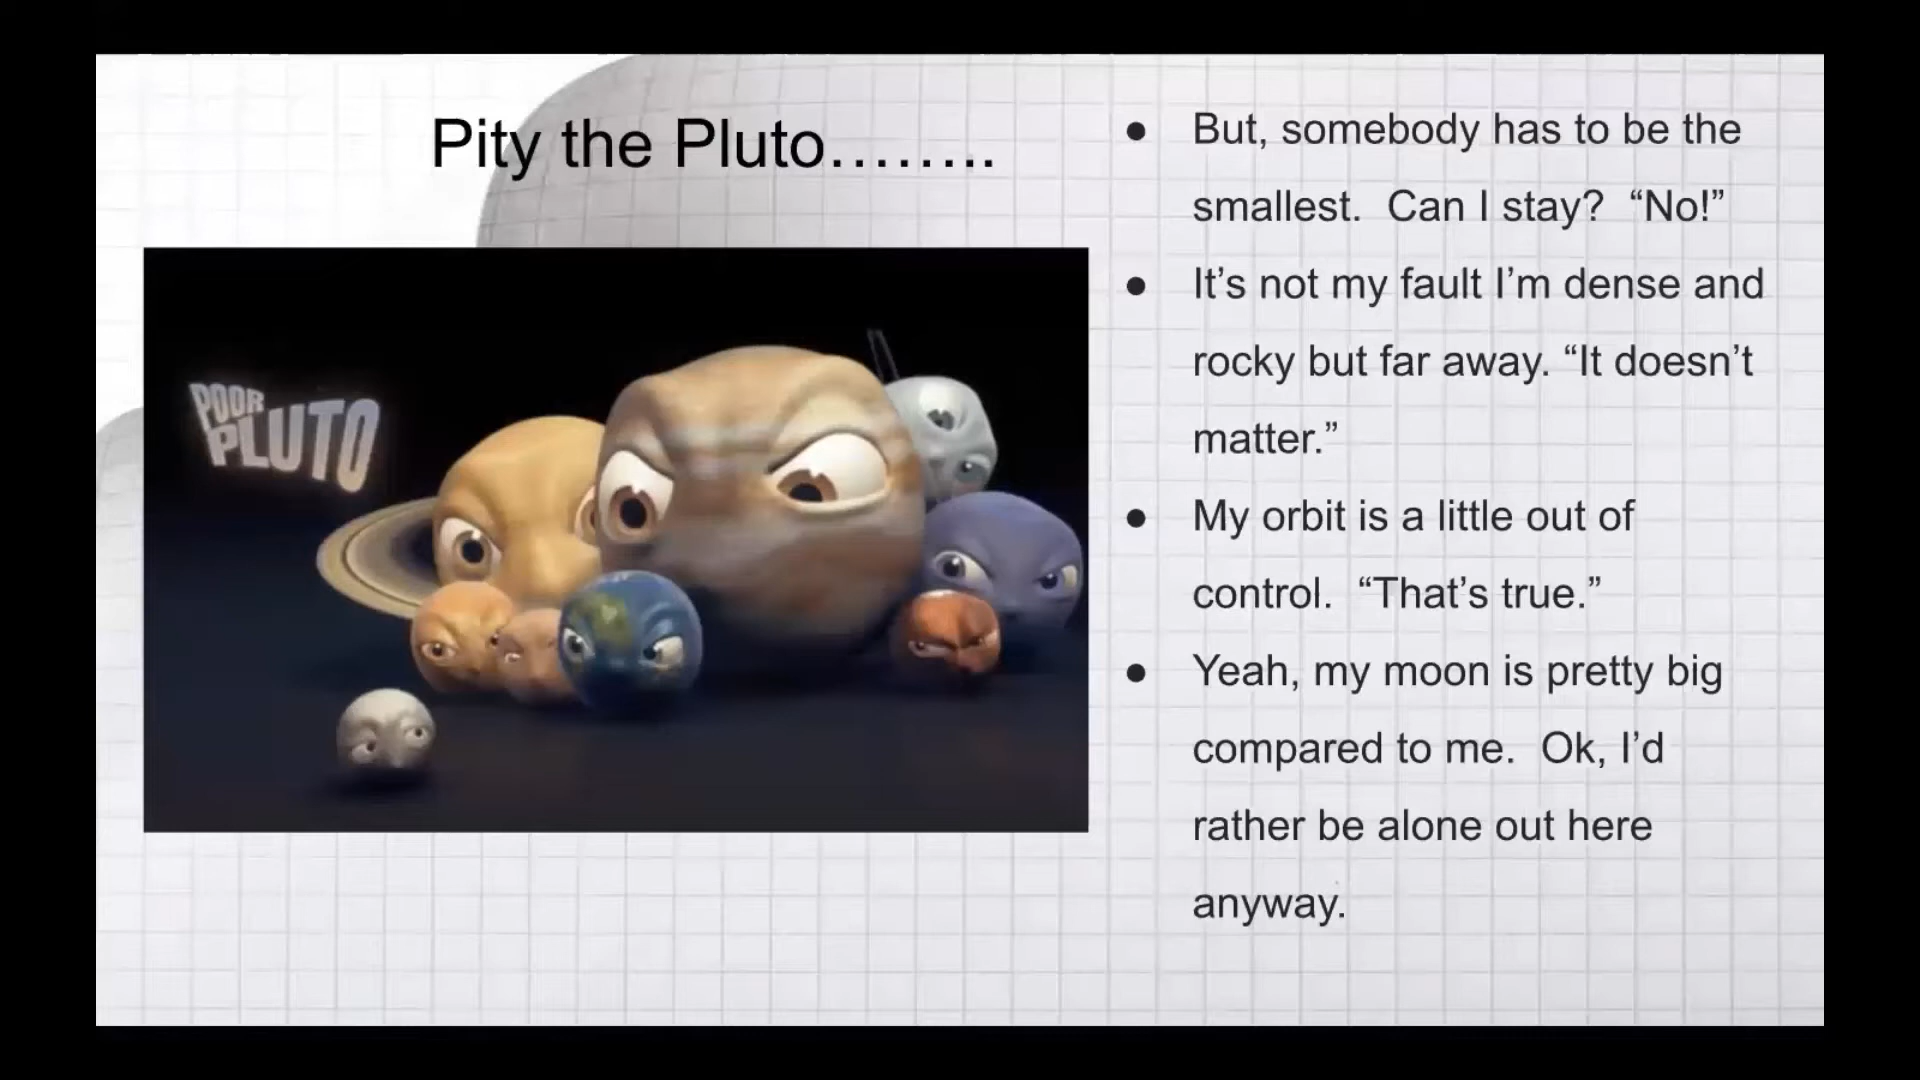 Pity the Pluto........
POOR
PLUTO
● But, somebody has to be the
smallest.  Can I stay?  “No!”
● It’s not my fault I’m dense and
rocky but far away. “It doesn’t
matter.”
● My orbit is a little out of
control.  “That’s true.”
● Yeah, my moon is pretty big
compared to me.  Ok, I’d
rather be alone out here
anyway.